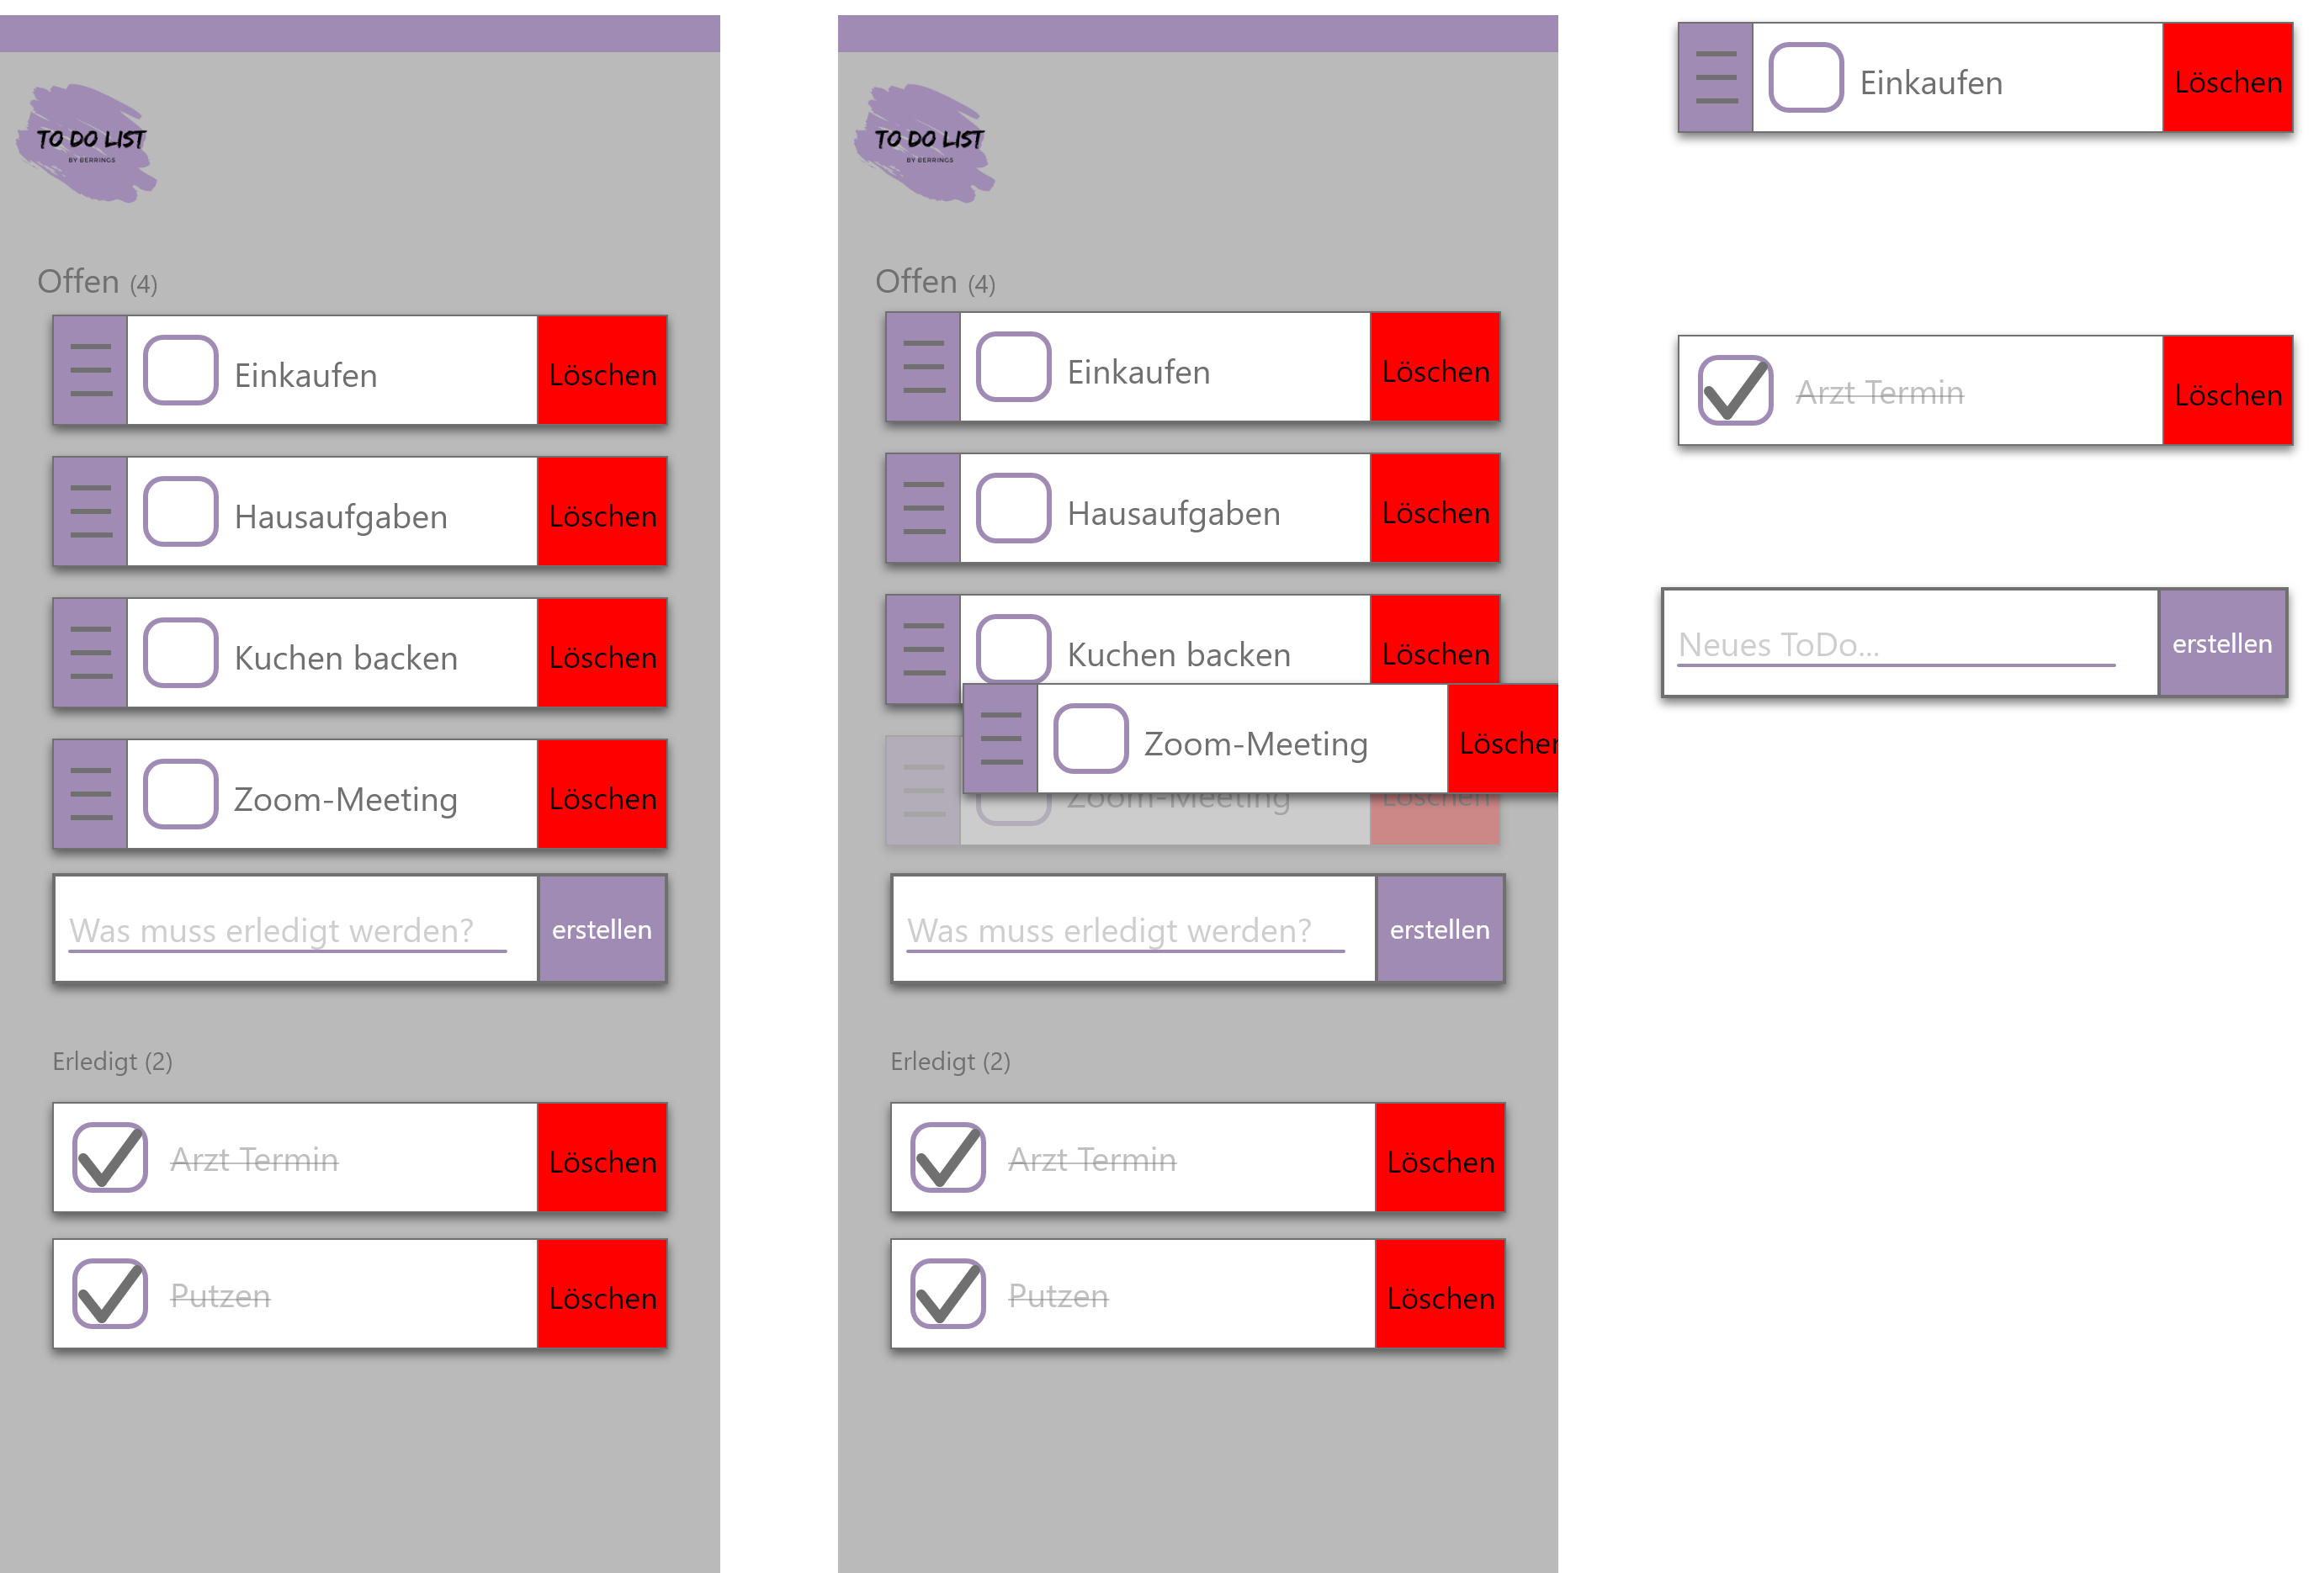 TO DO LIST
BY BERRINGS
Offen (4)
Einkaufen
Löschen
Hausaufgaben
Löschen
Kuchen backen
Löschen
Zoom-Meeting
Löschen
Was muss erledigt werden?
erstellen
Erledigt (2)
Arzt Termin
Löschen
Putzen
Löschen
TO DO LIST
BY BERRINGS
Offen (4)
Einkaufen
Löschen
Hausaufgaben
Löschen
Kuchen backen
Löschen
Zoom-Meeting
Löschen
Zoom-Meeting
Löschen
Was muss erledigt werden?
erstellen
Erledigt (2)
Arzt Termin
Löschen
Putzen
Löschen
Einkaufen
Löschen
Arzt Termin
Löschen
Neues ToDo...
erstellen